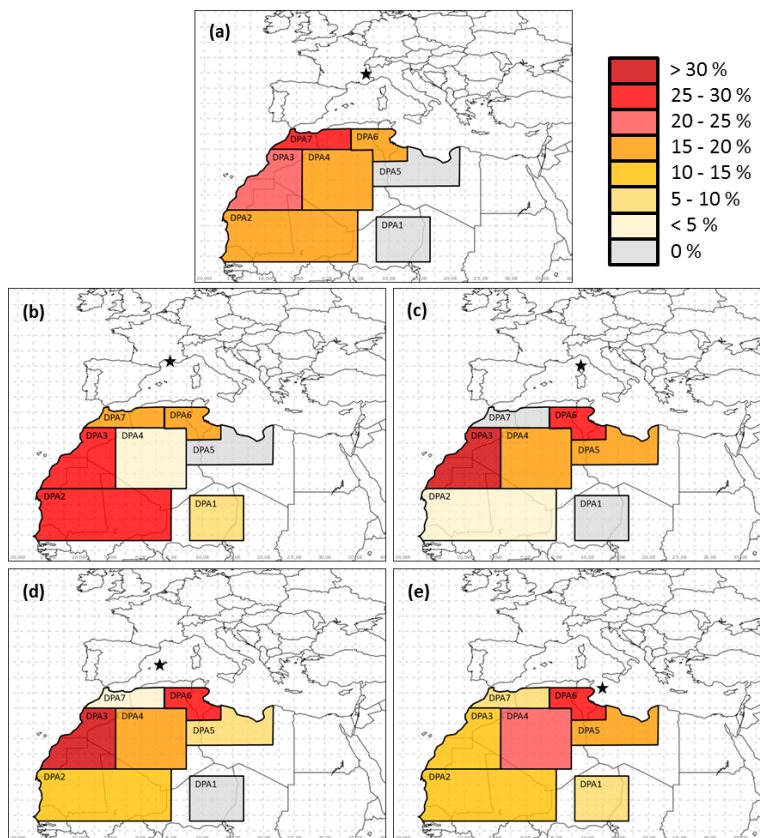 (a)
DPA7
DPA6
DPA3
DPA4
DPA5
DPA2
DPA1
> 30 %
25 - 30 %
20 - 25 %
15 - 20 %
10 - 15 %
5 - 10 %
< 5 %
0 %
(b)
DPA7
DPA6
DPA3
DPA4
DPA5
DPA2
DPA1
(c)
DPA7
DPA6
DPA3
DPA4
DPA5
DPA2
DPA1
(d)
DPA7
DPA6
DPA3
DPA4
DPA5
DPA2
DPA1
(e)
DPA7
DPA6
DPA3
DPA4
DPA5
DPA2
DPA1